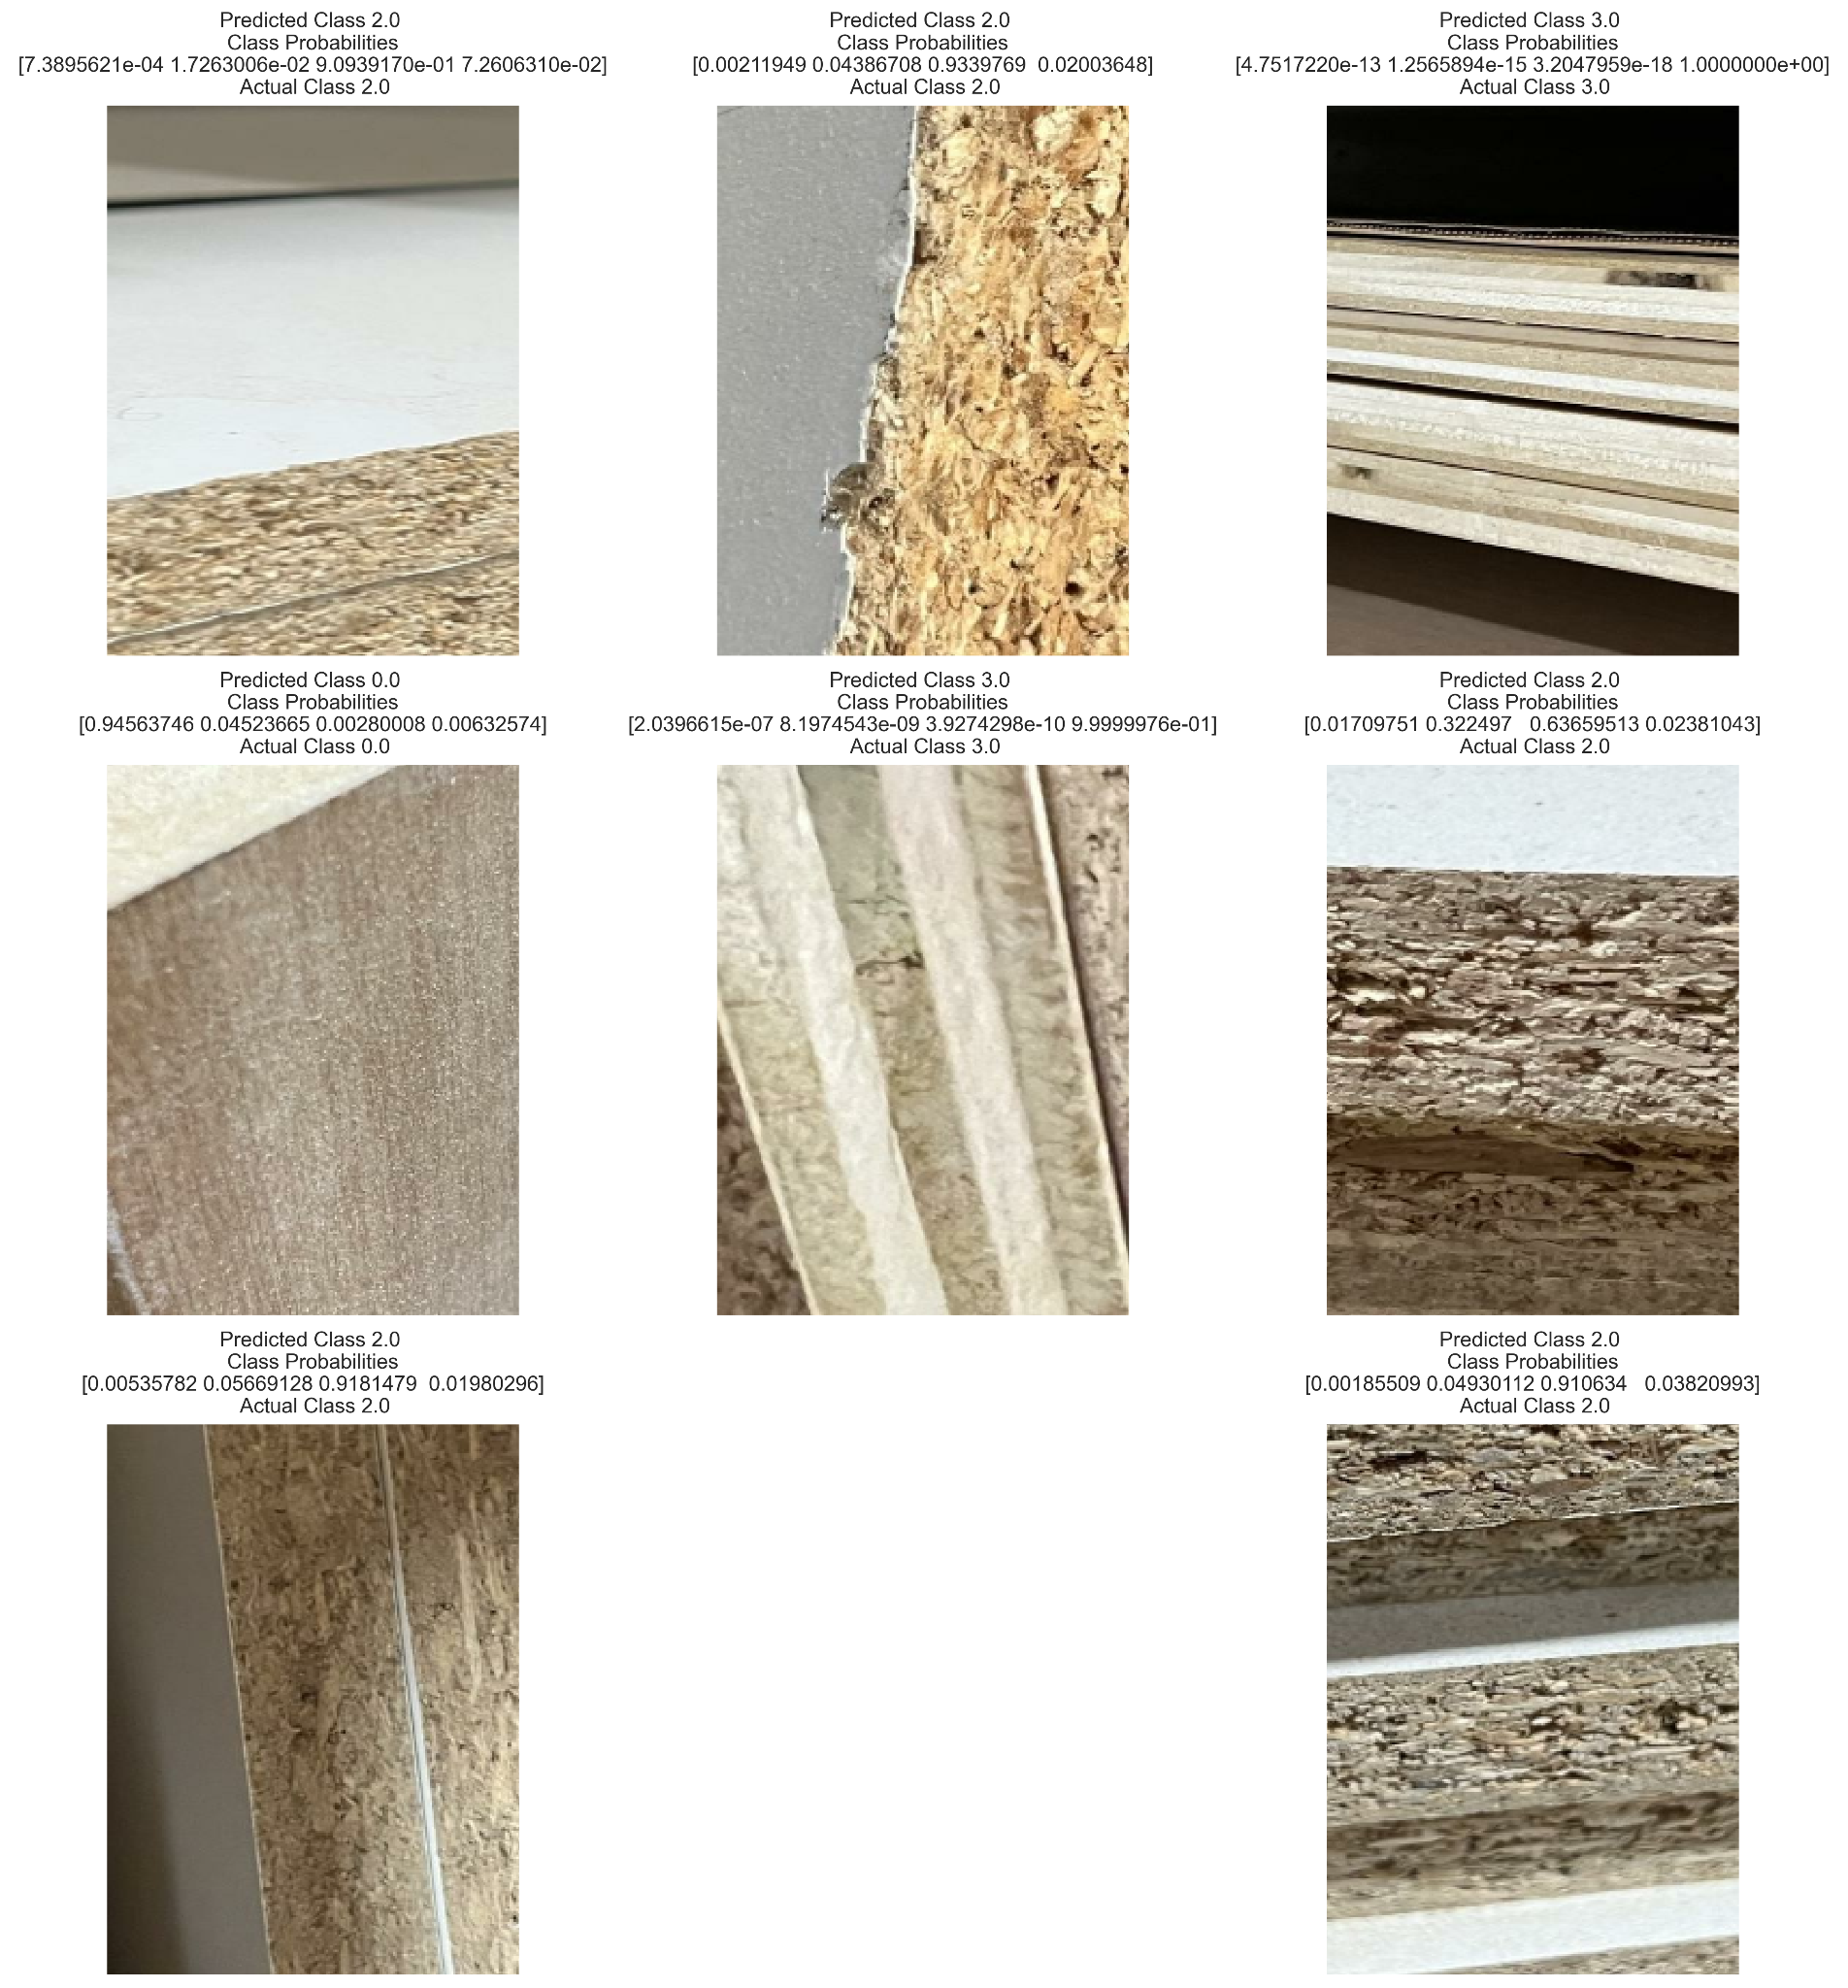 Predicted Class 2.0
Class Probabilities
[7.3895621e-04 1.7263006e-02 9.0939170e-01 7.2606310e-02]
Actual Class 2.0
Predicted Class 2.0
Class Probabilities
[0.00211949 0.04386708 0.9339769  0.02003648]
Actual Class 2.0
Predicted Class 3.0
Class Probabilities
[4.7517220e-13 1.2565894e-15 3.2047959e-18 1.0000000e+00]
Actual Class 3.0
Predicted Class 0.0
Class Probabilities
[0.94563746 0.04523665 0.00280008 0.00632574]
Actual Class 0.0
Predicted Class 3.0
Class Probabilities
[2.0396615e-07 8.1974543e-09 3.9274298e-10 9.9999976e-01]
Actual Class 3.0
Predicted Class 2.0
Class Probabilities
[0.01709751 0.322497   0.63659513 0.02381043]
Actual Class 2.0
Predicted Class 2.0
Class Probabilities
[0.00535782 0.05669128 0.9181479  0.01980296]
Actual Class 2.0
Predicted Class 2.0
Class Probabilities
[0.00185509 0.04930112 0.910634   0.03820993]
Actual Class 2.0